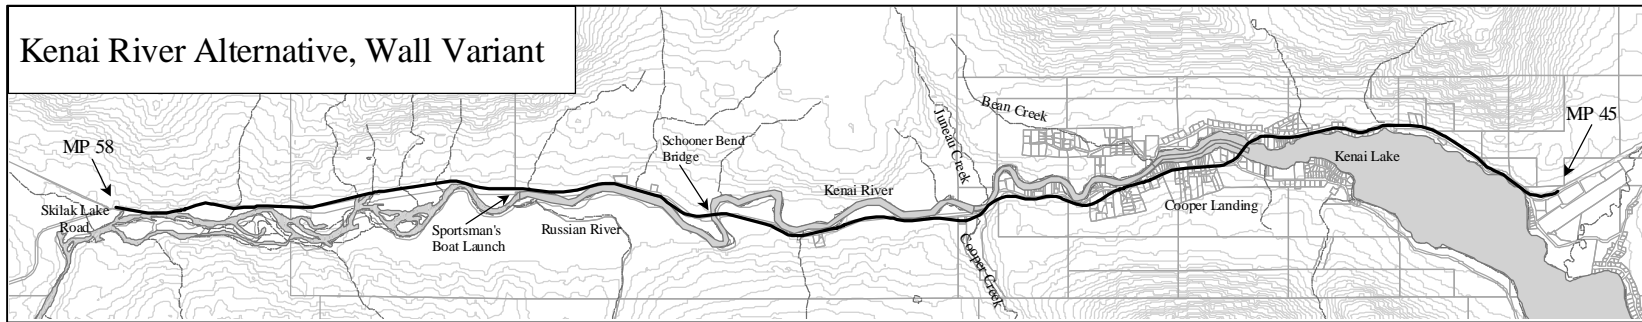 Kenai River Alternative, Wall Variant
MP 58
Skilak Lake
Road
Sportsman's
Boat Launch
Russian River
Schooner Bend
Bridge
Kenai River
Juneau Creek
Cooper Creek
Bean Creek
Cooper Landing
Kenai Lake
MP 45